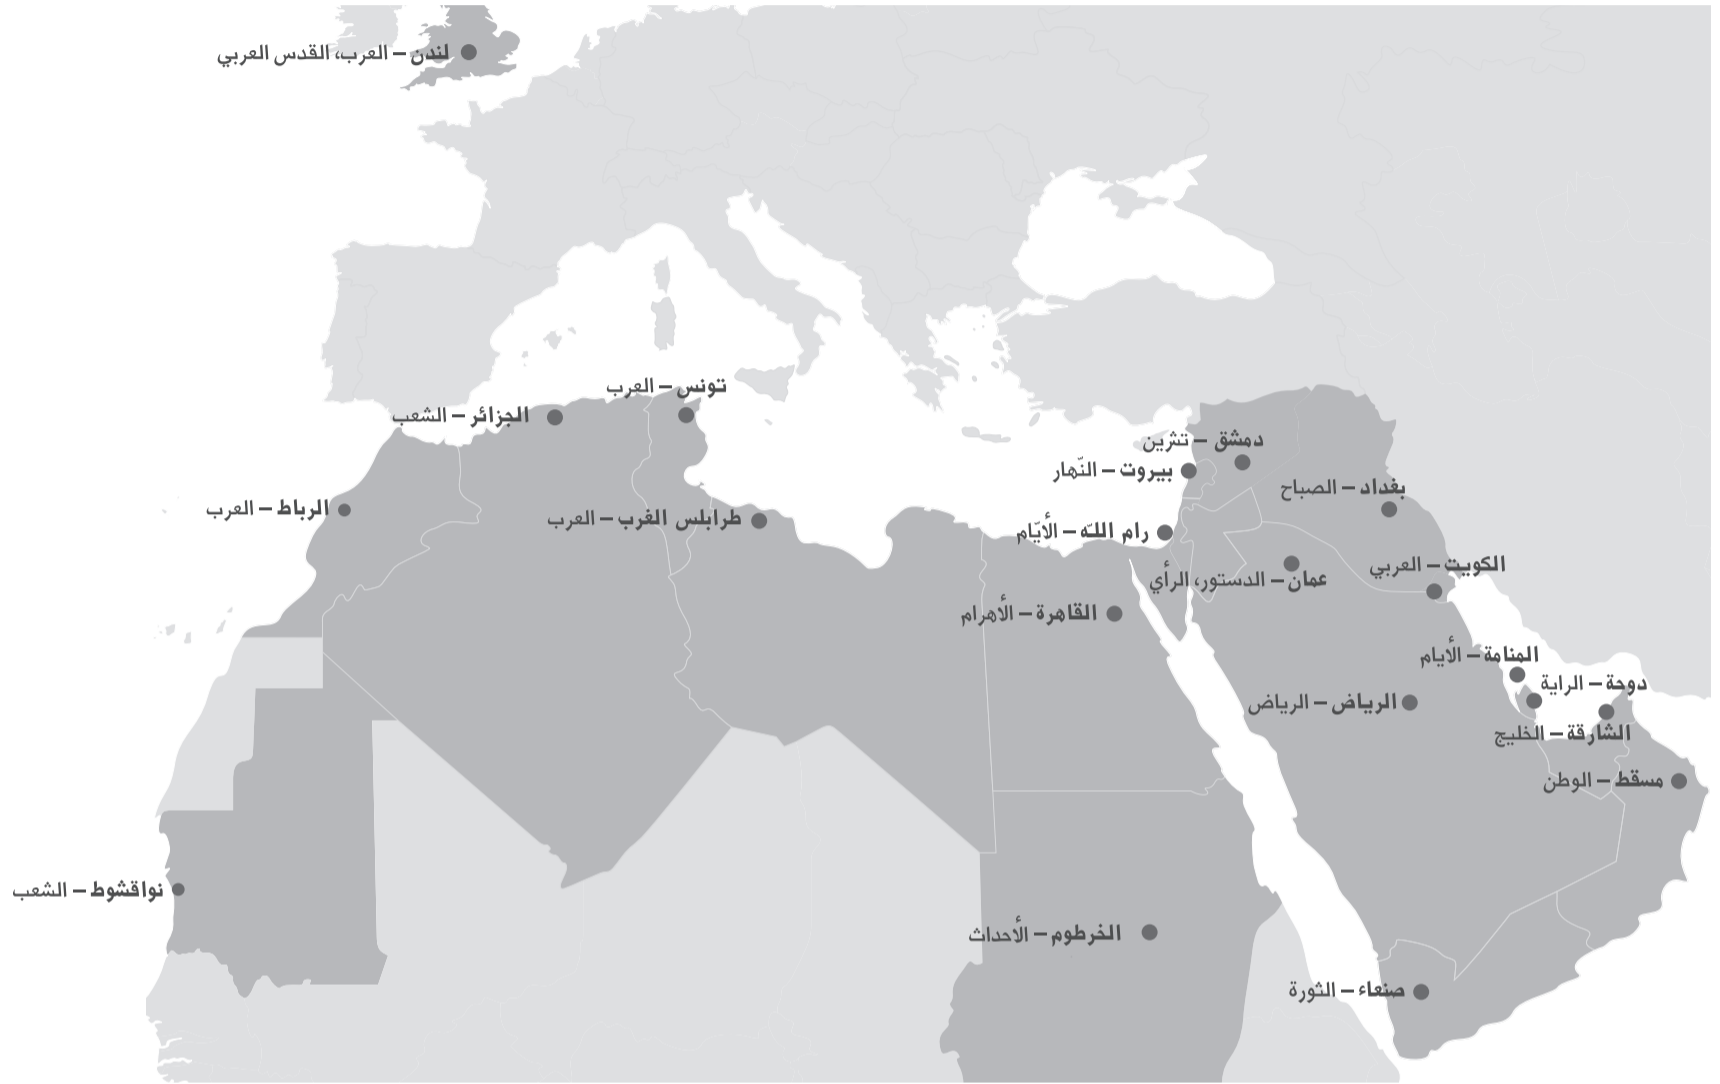 لندن – العرب، القدس العربي
تونس – العرب
الجزائر – الشعب
دمشق – تشرين
بيروت – النّهار
بغداد – الصباح
الرباط – العرب
طرابلس الغرب – العرب
رام اللّه – الأيّام
الكويت – العربي
عمان – الدستور، الرأي
القاهرة – الأهرام
المنامة – الأيام
دوحة – الراية
الرياض – الرياض
الشارقة – الخليج
مسقط – الوطن
نواقشوط – الشعب
الخرطوم – الأحداث
صنعاء – الثورة